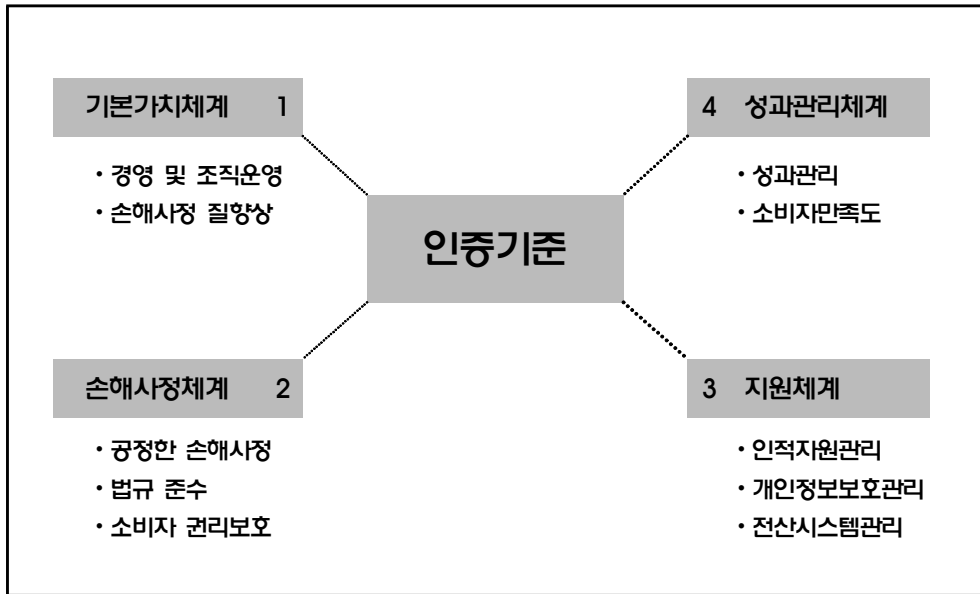 기본가치체계 1
• 경영 및 조직운영
• 손해사정 질향상
4 성과관리체계
• 성과관리
• 소비자만족도
인증기준
손해사정체계 2
• 공정한 손해사정
• 법규 준수
• 소비자 권리보호
3 지원체계
• 인적자원관리
• 개인정보보호관리
• 전산시스템관리